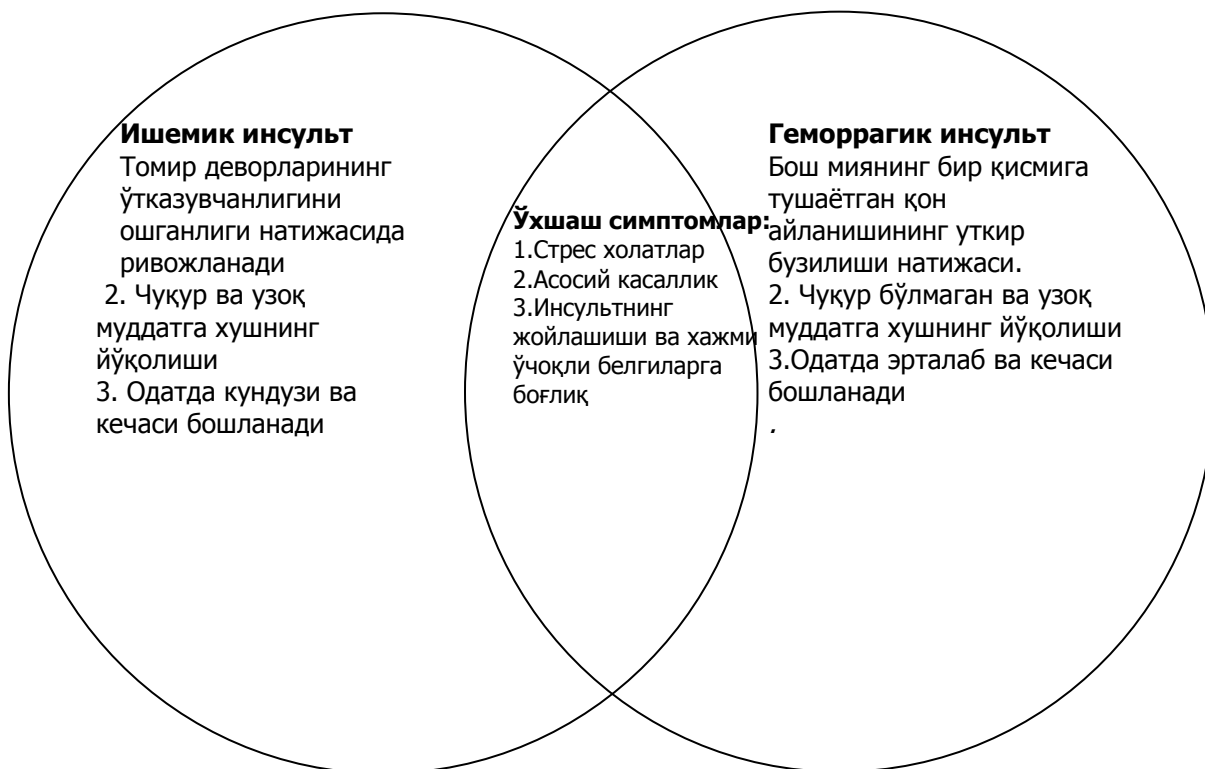 Ишемик инсульт
Томир деворларининг
ўтказувчанлигини
ошганлиги натижасида
ривожланади
2. Чуқур ва узоқ
муддатга хушнинг
йўқолиши
3. Одатда кундузи ва
кечаси бошланади
Ўхшаш симптомлар:
1.Стрес холатлар
2.Асосий касаллик
3.Инсультнинг
жойлашиши ва хажми
ўчоқли белгиларга
боғлиқ
Геморрагик инсульт
Бош миянинг бир қисмига
тушаётган қон
айланишининг уткир
бузилиши натижаси.
2. Чуқур бўлмаган ва узоқ
муддатга хушнинг йўқолиши
3.Одатда эрталаб ва кечаси
бошланади
.